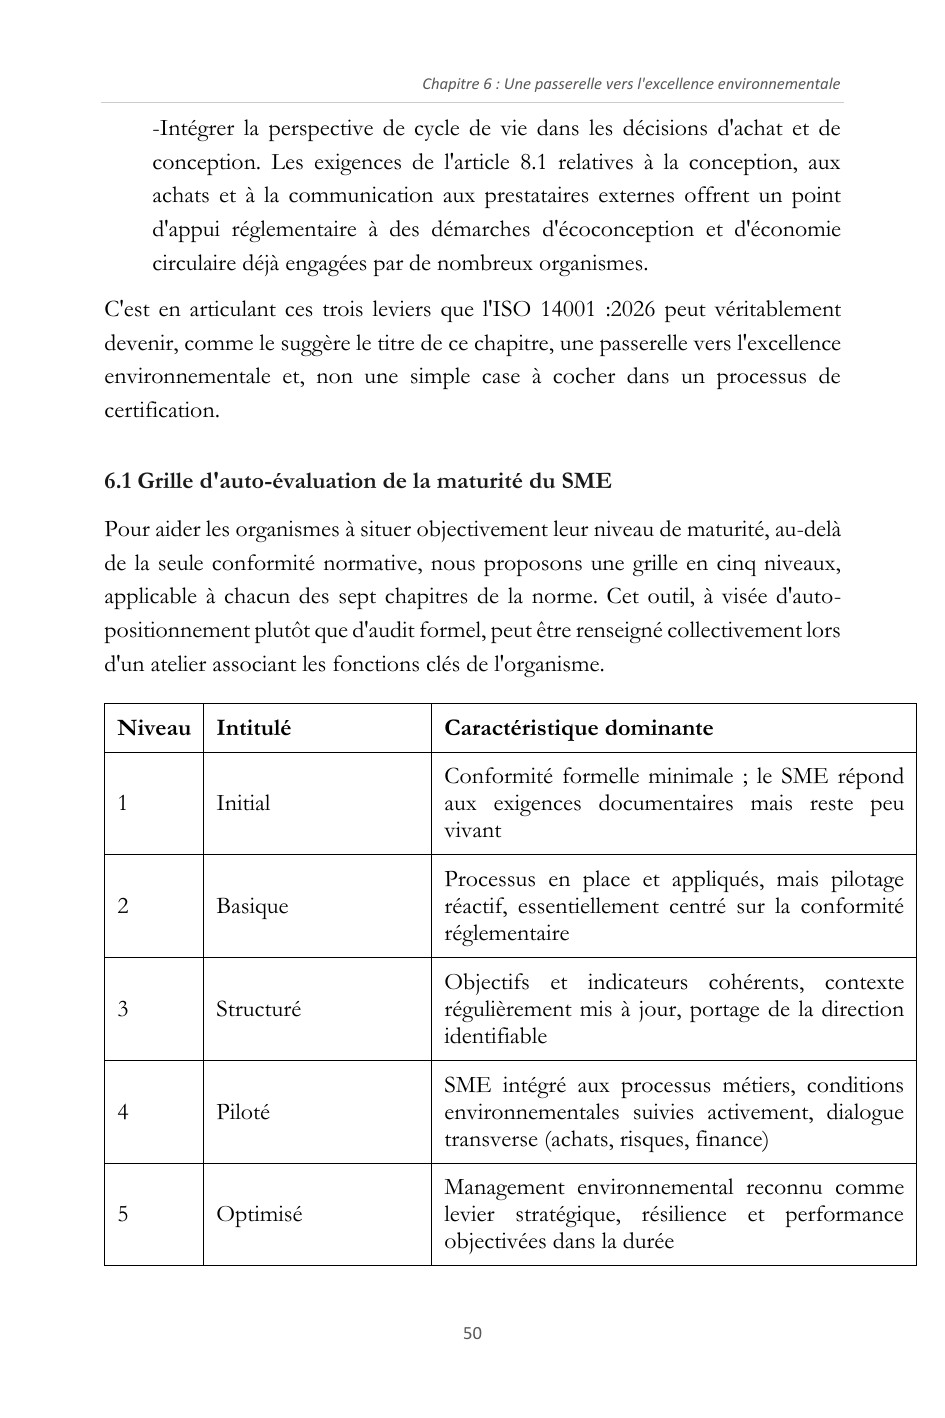 Chapitre 6 : Une passerelle vers l'excellence environnementale
-Intégrer la perspective de cycle de vie dans les décisions d'achat et de
conception. Les exigences de l'article 8.1 relatives à la conception, aux
achats et à la communication aux prestataires externes offrent un point
d'appui réglementaire à des démarches d'écoconception et d'économie
circulaire déjà engagées par de nombreux organismes.
C'est en articulant ces trois leviers que l'ISO 14001 :2026 peut véritablement
devenir, comme le suggère le titre de ce chapitre, une passerelle vers l'excellence
environnementale et, non une simple case à cocher dans un processus de
certification.
6.1 Grille d'auto-évaluation de la maturité du SME
Pour aider les organismes à situer objectivement leur niveau de maturité, au-delà
de la seule conformité normative, nous proposons une grille en cinq niveaux,
applicable à chacun des sept chapitres de la norme. Cet outil, à visée d'auto-
positionnement plutôt que d'audit formel, peut être renseigné collectivement lors
d'un atelier associant les fonctions clés de l'organisme.
Niveau Intitulé Caractéristique dominante
Conformité formelle minimale ; le SME répond
1 Initial aux exigences documentaires mais reste peu
vivant
Processus en place et appliqués, mais pilotage
2 Basique réactif, essentiellement centré sur la conformité
réglementaire
Objectifs et indicateurs cohérents, contexte
3 Structuré régulièrement mis à jour, portage de la direction
identifiable
SME intégré aux processus métiers, conditions
4 Piloté environnementales suivies activement, dialogue
transverse (achats, risques, finance)
Management environnemental reconnu comme
5 Optimisé levier stratégique, résilience et performance
objectivées dans la durée
50